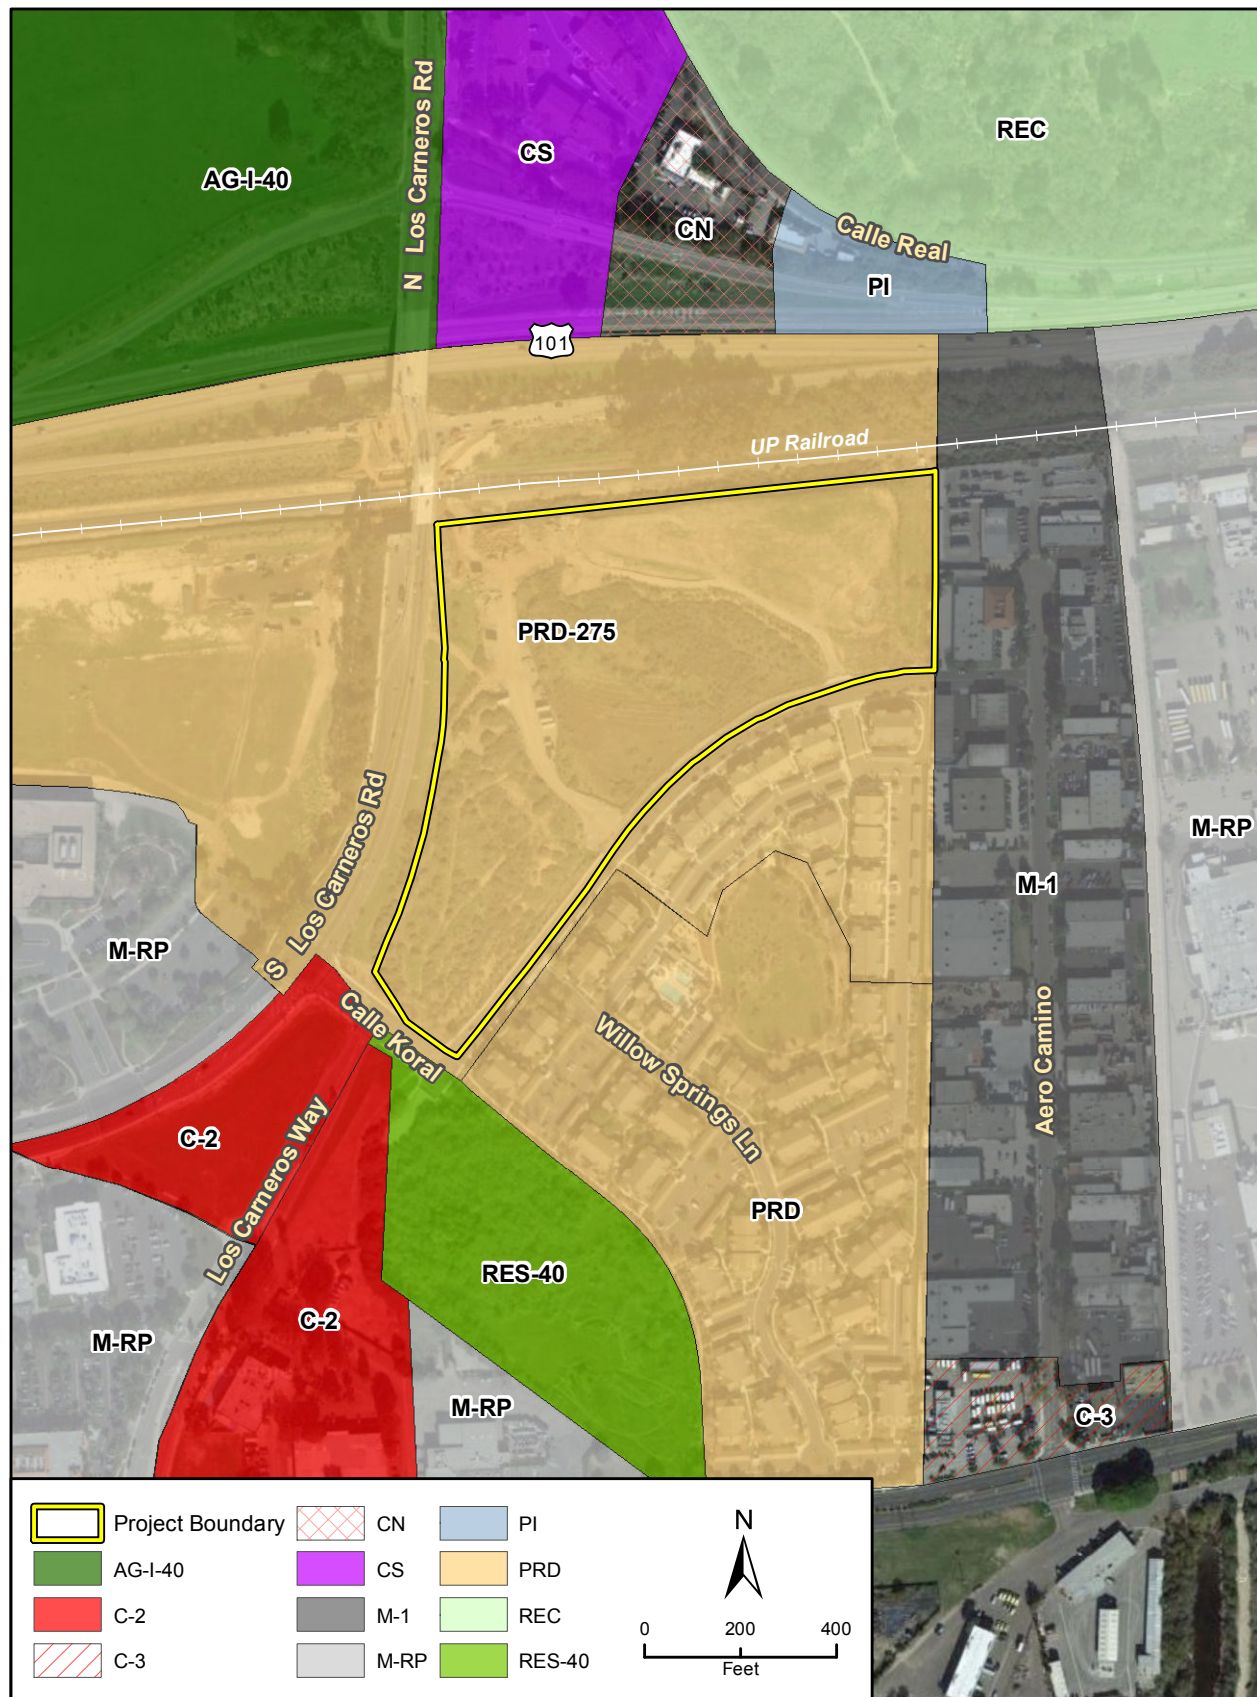 REC
CS
AG-I-40
N Los Carneros Rd
CN
Calle Real
PI
101
UP Railroad
PRD-275
M-RP
S Los Carneros Rd
M-1
M-RP
Calle Koral
Willow Springs Ln
Aero Camino
C-2
Los Carneros Way
PRD
RES-40
C-2
M-RP
M-RP
C-3
Project Boundary
AG-I-40
C-2
C-3
CN
CS
M-1
M-RP
PI
PRD
REC
RES-40
N
0 200 400
Feet